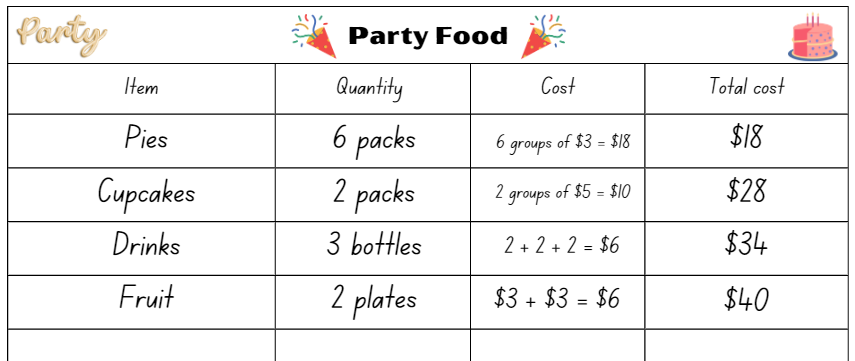 Party
Party Food
Item Quantity Cost Total cost
Pies 6 packs 6 groups of $3 = $18 $18
Cupcakes 2 packs 2 groups of $5 = $10 $28
Drinks 3 bottles 2 + 2 + 2 = $6 $34
Fruit 2 plates $3 + $3 = $6 $40